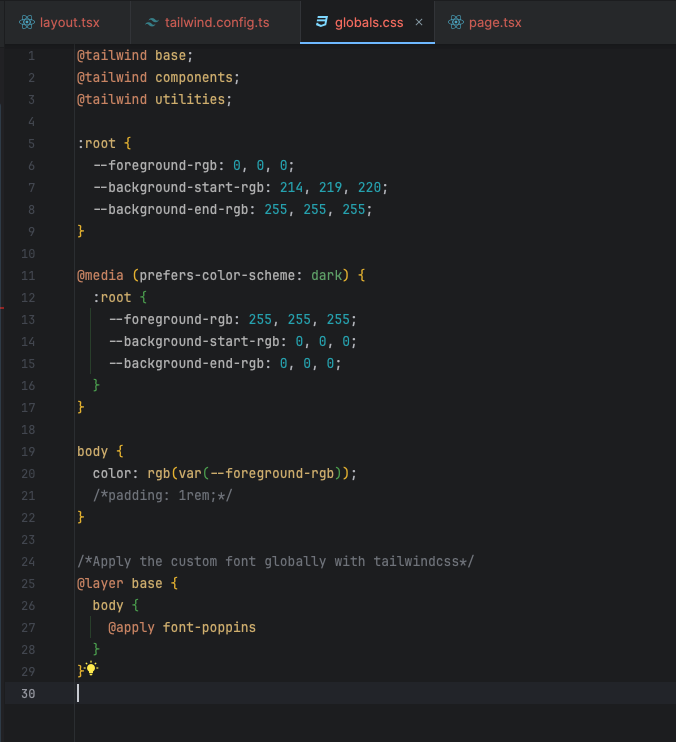 layout.tsx tailwind.config.ts globals.css × page.tsx
1 @tailwind base;
2 @tailwind components;
3 @tailwind utilities;
4
5 :root {
6   --foreground-rgb: 0, 0, 0;
7   --background-start-rgb: 214, 219, 220;
8   --background-end-rgb: 255, 255, 255;
9 }
10
11 @media (prefers-color-scheme: dark) {
12   :root {
13     --foreground-rgb: 255, 255, 255;
14     --background-start-rgb: 0, 0, 0;
15     --background-end-rgb: 0, 0, 0;
16   }
17 }
18
19 body {
20   color: rgb(var(--foreground-rgb));
21   /*padding: 1rem;*/
22 }
23
24 /*Apply the custom font globally with tailwindcss*/
25 @layer base {
26   body {
27     @apply font-poppins
28   }
29 }
30